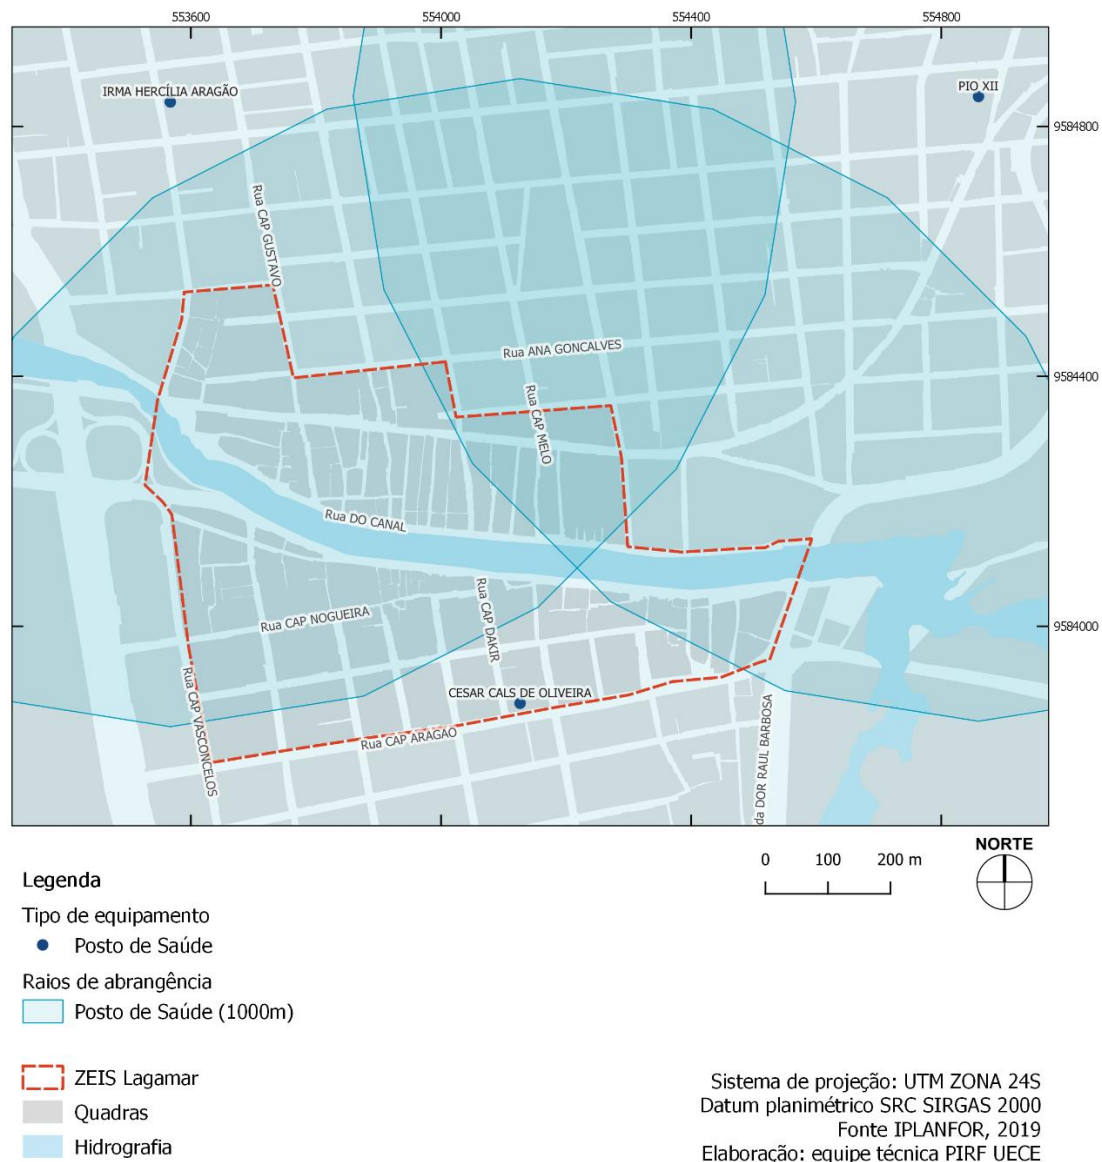 553600
554000
554400
554800
IRMA HERCÍLIA ARAGÃO
PIO XII
9584800
Rua CAP GUSTAVO
Rua ANA GONCALVES
9584400
Rua CAP MELO
Rua DO CANAL
Rua CAP NOGUEIRA
Rua CAP DAKIR
9584000
Rua CAP VASCONCELOS
CESAR CALS DE OLIVEIRA
Rua CAP ARAGAO
da DOR RAUL BARBOSA
0 100 200 m
NORTE
Legenda
Tipo de equipamento
Posto de Saúde
Raios de abrangência
Posto de Saúde (1000m)
ZEIS Lagamar
Quadras
Hidrografia
Sistema de projeção: UTM ZONA 24S
Datum planimétrico SRC SIRGAS 2000
Fonte IPLANFOR, 2019
Elaboração: equipe técnica PIRF UECE